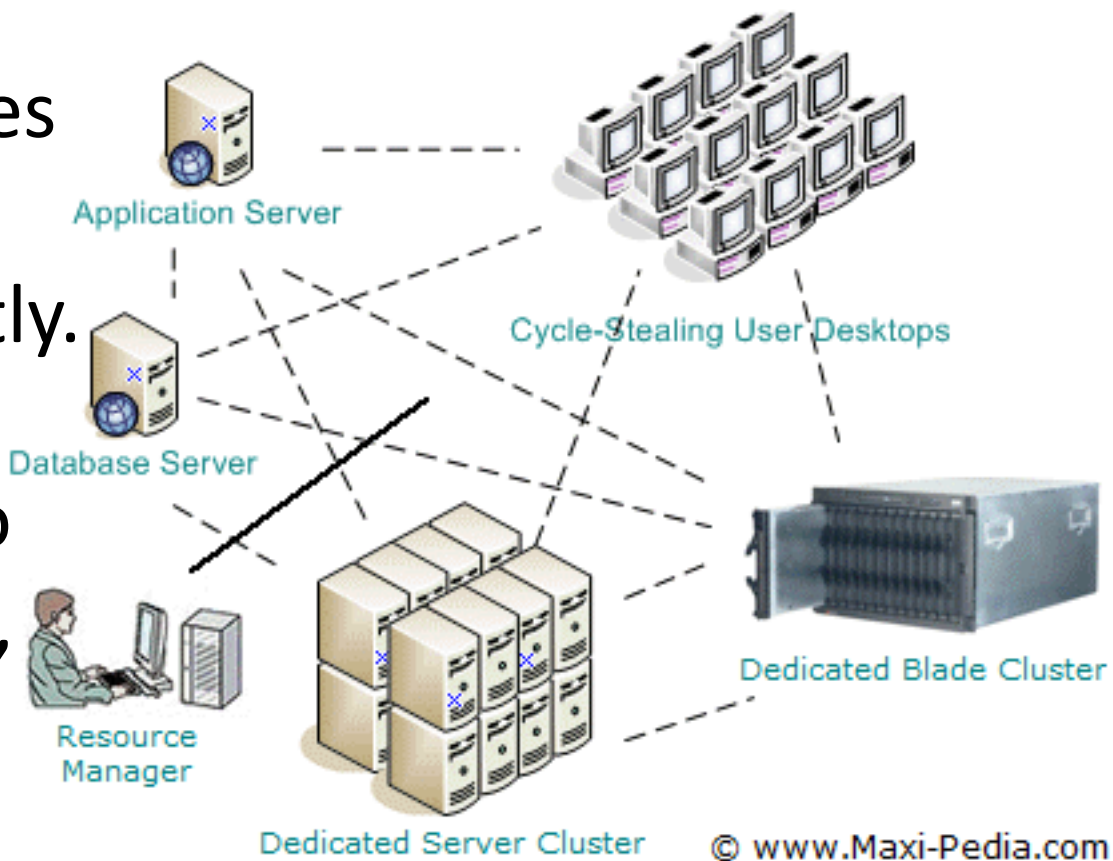 es
Application Server
tly.
Cycle-Stealing User Desktops
Database Server
Dedicated Blade Cluster
Resource
Manager
Dedicated Server Cluster
© www.Maxi-Pedia.com